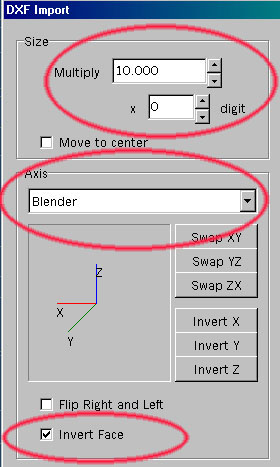 DXF Import
Size
Multiply 10.000
x 0 digit
Move to center
Axis
Blender
Swap XY
Z
Swap YZ
X
Swap ZX
Y
Invert X
Invert Y
Invert Z
Flip Right and Left
Invert Face